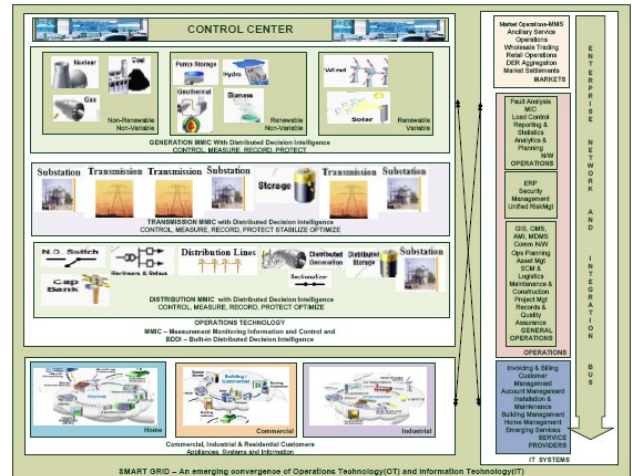 CONTROL CENTER
Nuclear
Coal
Gas
Non-Renewable
Non-Variable
Pump Storage
Hydro
Geothermal
Biomass
Renewable
Non-Variable
Wind
Solar
Renewable
Variable
GENERATION MMIC With Distributed Decision Intelligence
CONTROL, MEASURE, RECORD, PROTECT
Substation
Transmission
Transmission
Substation
Storage
Transmission
Substation
TRANSMISSION MMIC with Distributed Decision Intelligence
CONTROL, MEASURE, RECORD, PROTECT STABILIZE OPTIMIZE
N.O. Switch
Reclosers & Relays
Distribution Lines
Distributed
Generation
Distributed
Storage
Substation
Cap
Bank
Sectionalizer
DISTRIBUTION MMIC with Distributed Decision Intelligence
CONTROL, MEASURE, RECORD, PROTECT OPTIMIZE
OPERATIONS TECHNOLOGY
MMIC – Measurement Monitoring Information and Control and
BDDI – Built-in Distributed Decision Intelligence
Home
Building /
Commercial
Commercial
Industrial
Commercial, Industrial & Residential Customers
Appliances, Systems and Information
Market Operations-MMS
Ancillary Service
Operations
Wholesale Trading
Retail Operations
DER Aggregation
Market Settlements
MARKETS
Fault Analysis
MIC
Load Control
Reporting &
Statistics
Analytics &
Planning
N/W
OPERATIONS
ERP
Security
Management
Unified RiskMgt
GIS, OMS,
AMI, MDMS
Comm N/W
Ops Planning
Asset Mgt
SCM &
Logistics
Maintenance &
Construction
Project Mgt
Records &
Quality
Assurance
GENERAL
OPERATIONS
OPERATIONS
Invoicing & Billing
Customer
Management
Account Management
Installation &
Maintenance
Building Management
Home Management
Emerging Services
SERVICE
PROVIDERS
IT SYSTEMS
ENTERPRISE NETWORK AND INTEGRATION BUS
SMART GRID – An emerging convergence of Operations Technology(OT) and Information Technology(IT)